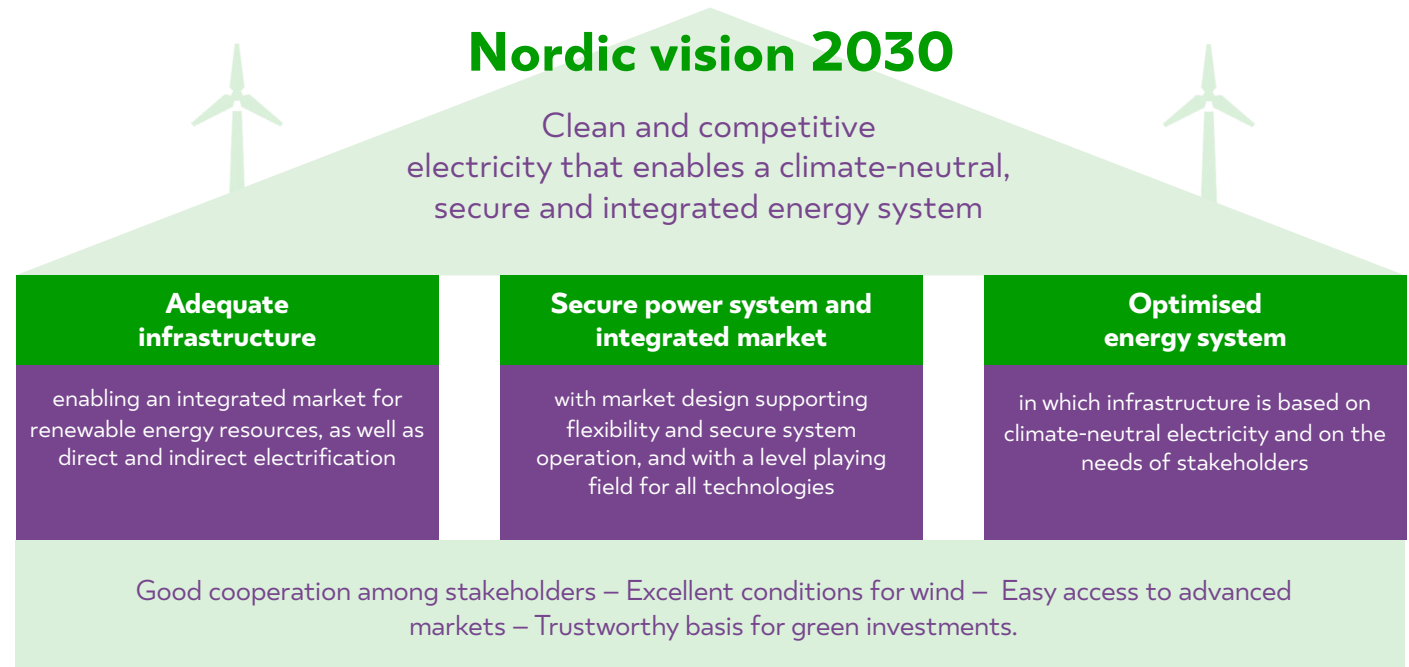 Nordic vision 2030
Clean and competitive
electricity that enables a climate-neutral,
secure and integrated energy system
Adequate
infrastructure
enabling an integrated market for
renewable energy resources, as well as
direct and indirect electrification
Secure power system and
integrated market
with market design supporting
flexibility and secure system
operation, and with a level playing
field for all technologies
Optimised
energy system
in which infrastructure is based on
climate-neutral electricity and on the
needs of stakeholders
Good cooperation among stakeholders – Excellent conditions for wind – Easy access to advanced
markets – Trustworthy basis for green investments.